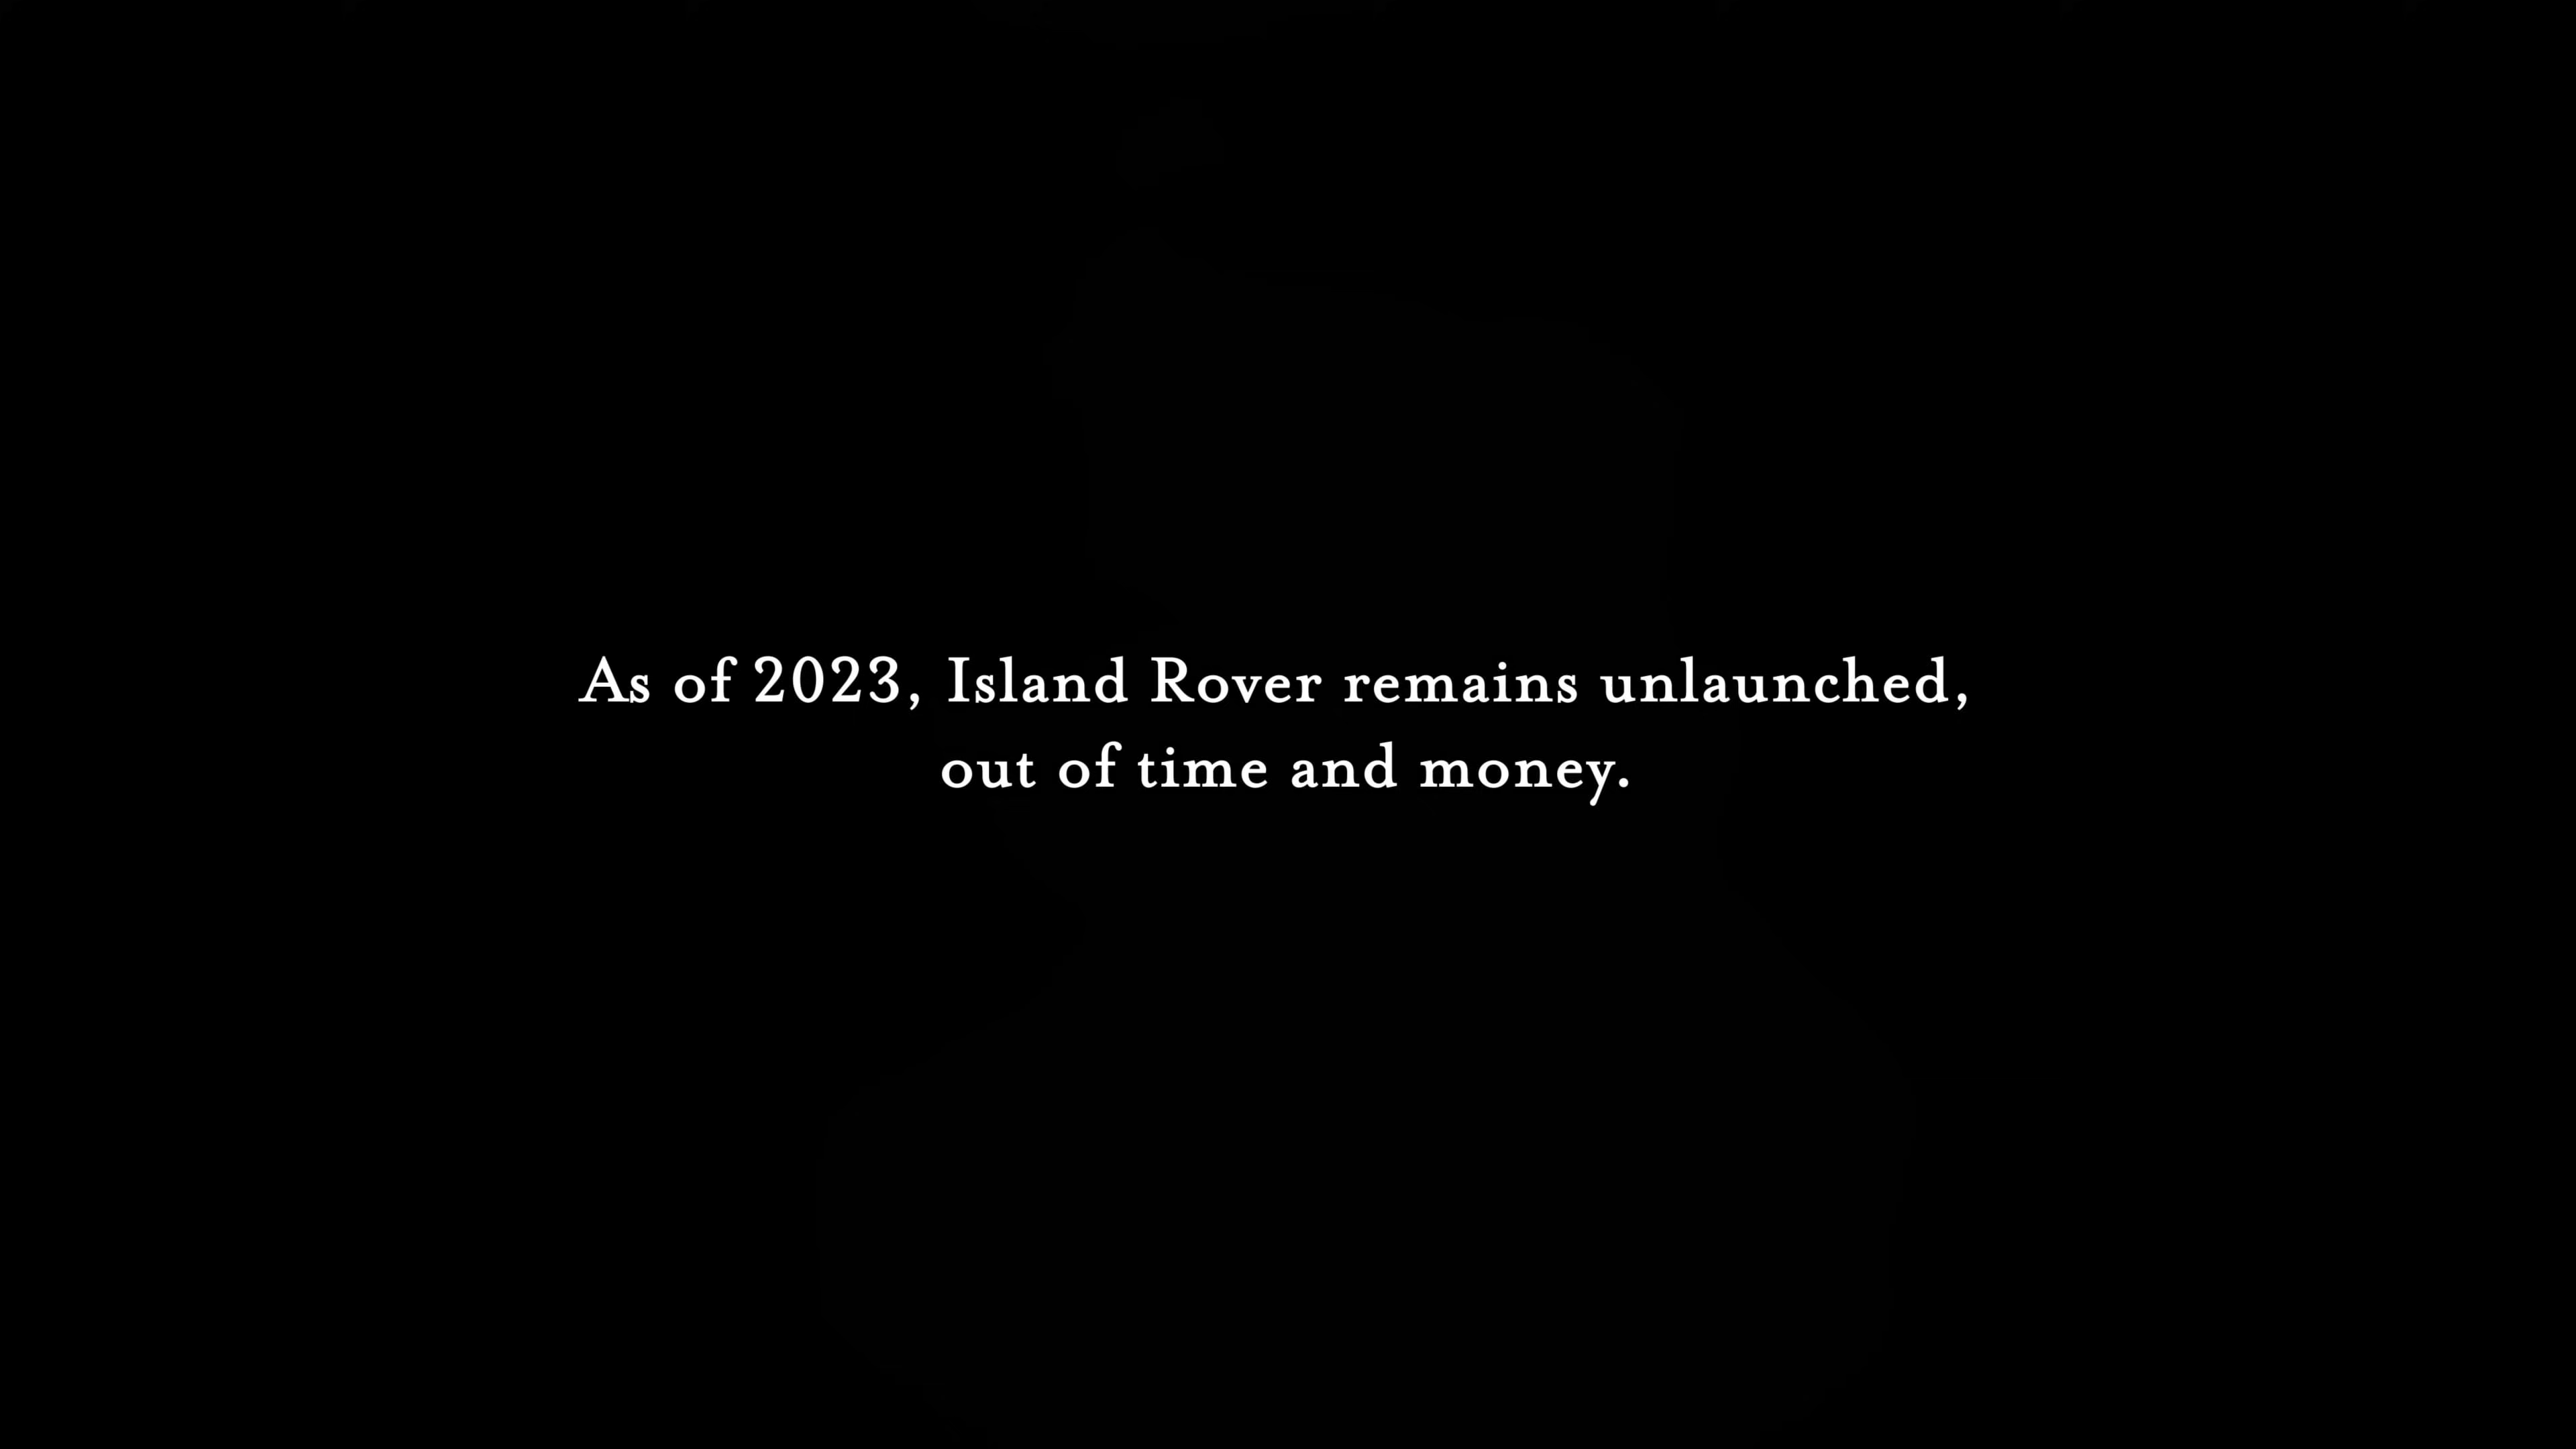 As of 2023, Island Rover remains unlaunched,
out of time and money.